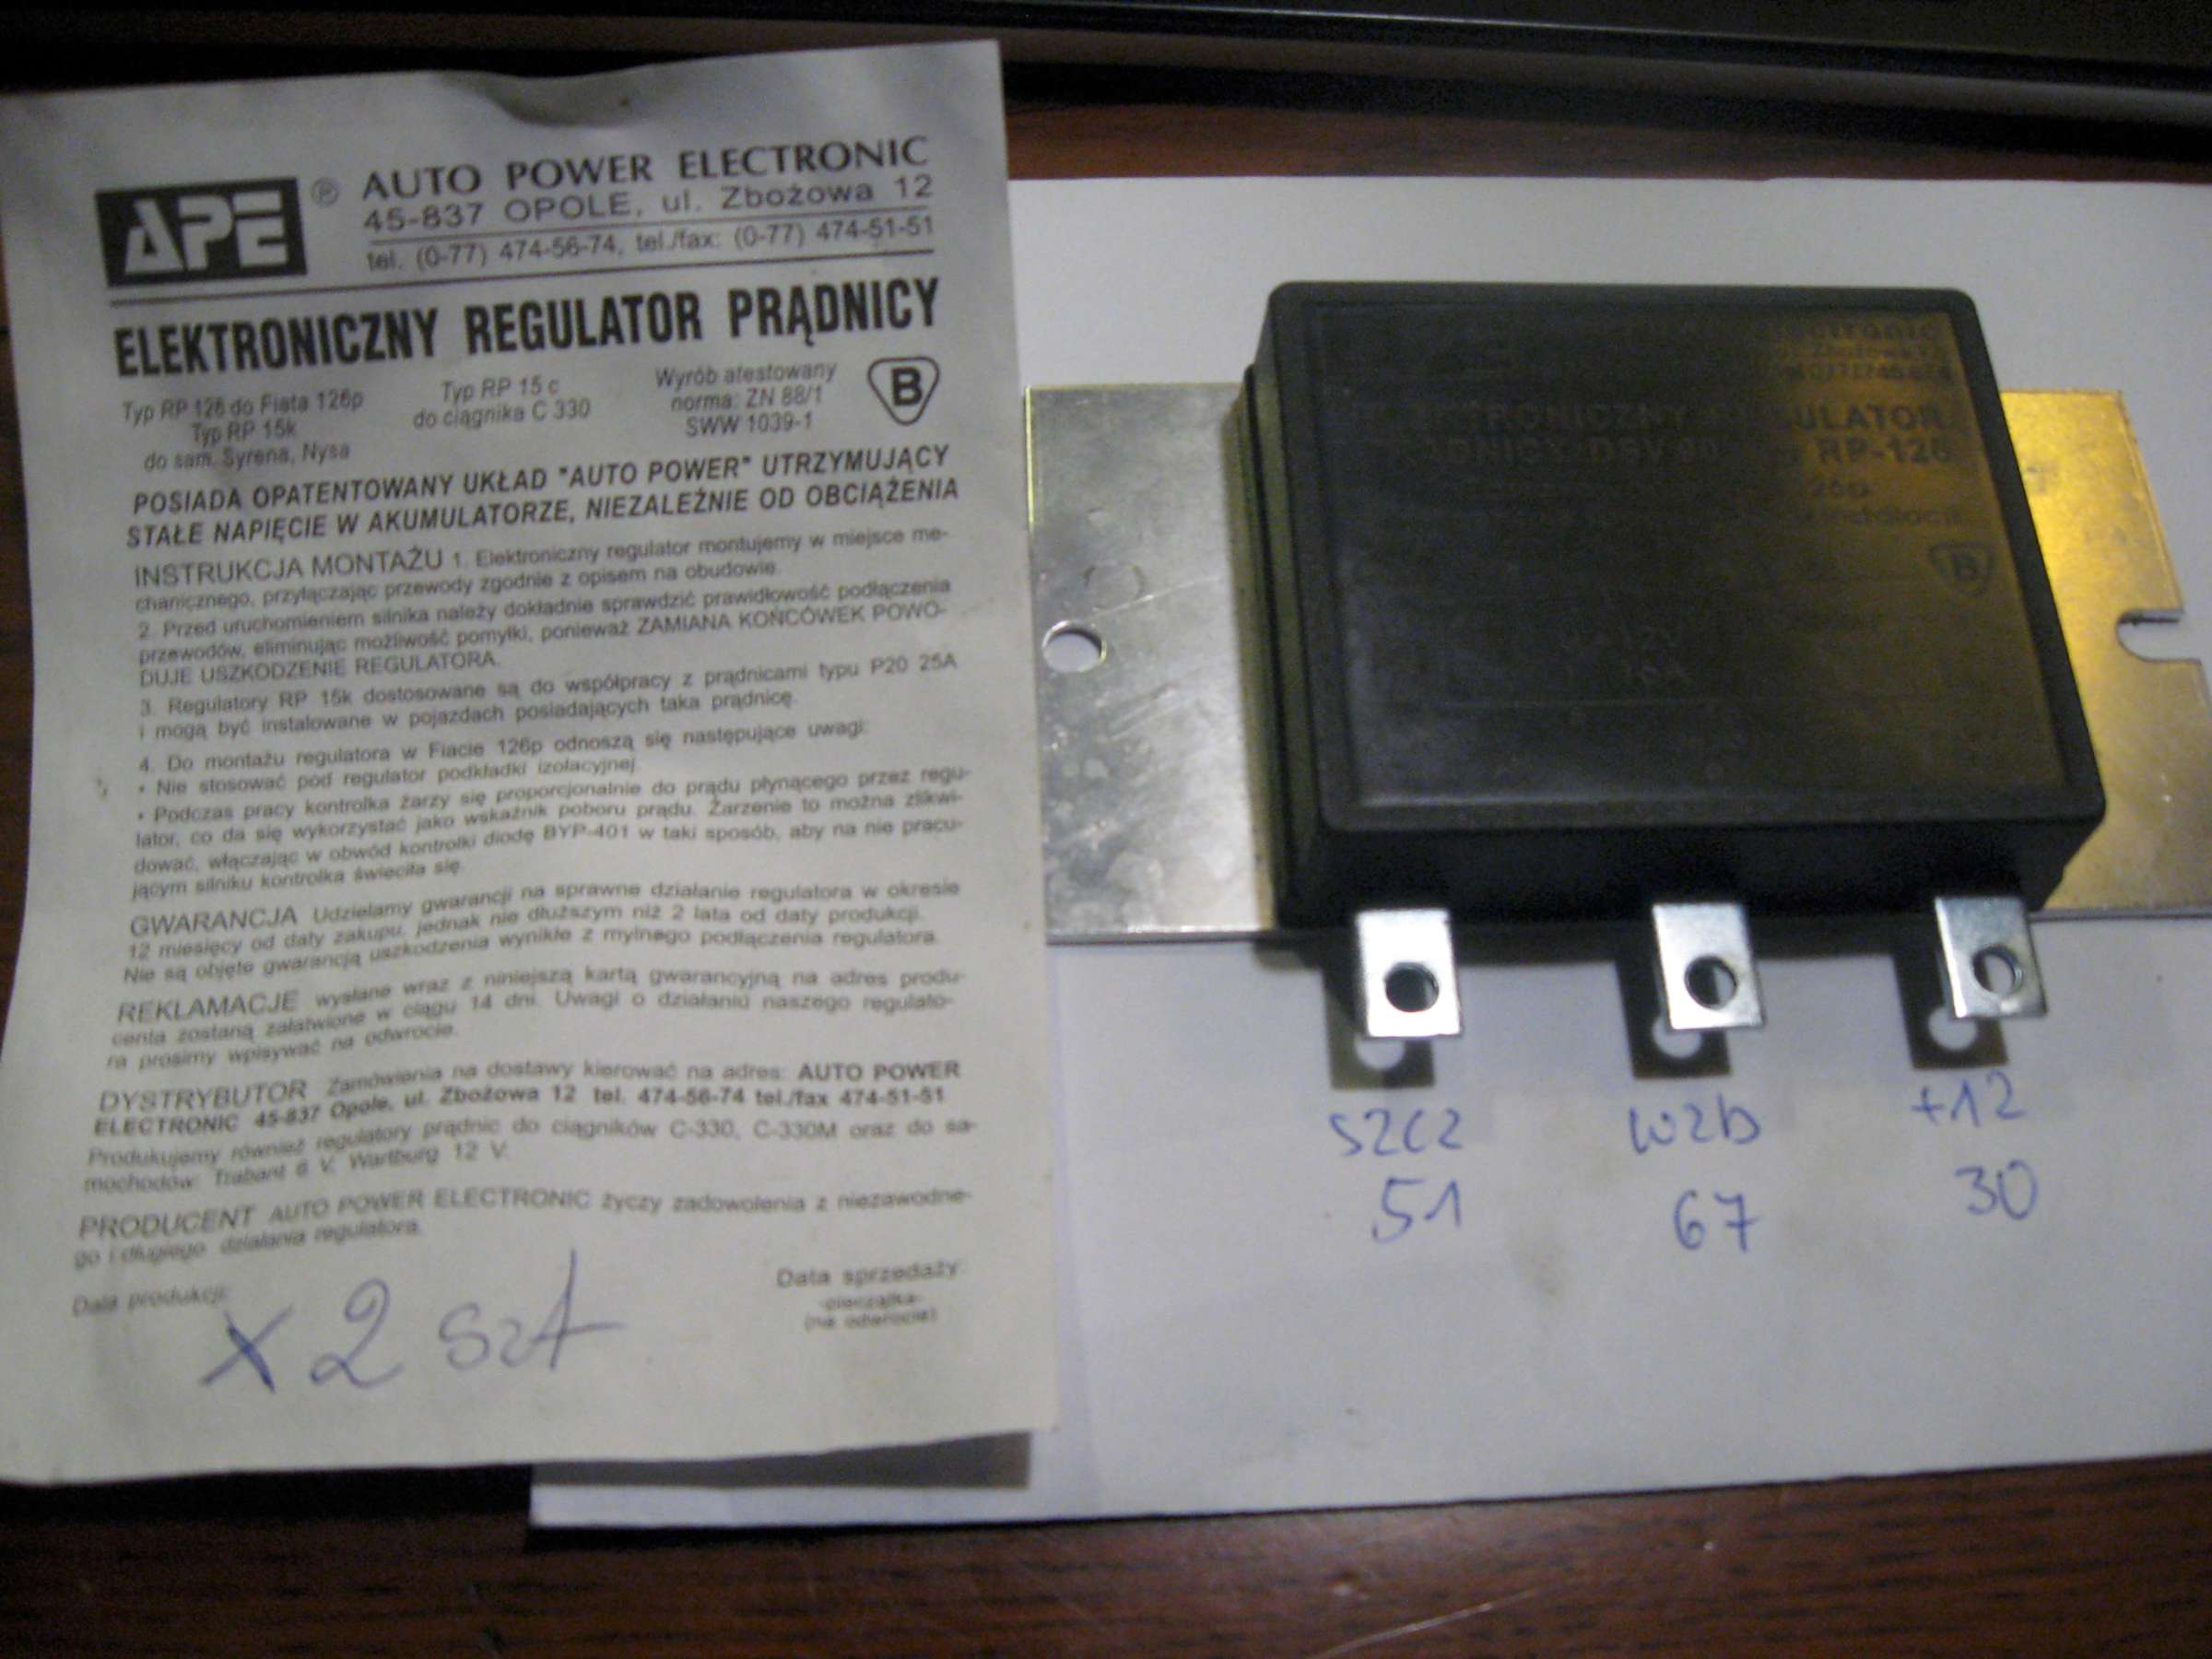 APE ® AUTO POWER ELECTRONIC
45-837 OPOLE, ul. Zbożowa 12
tel. (0-77) 474-56-74, tel./fax: (0-77) 474-51-51
ELEKTRONICZNY REGULATOR PRĄDNICY
Typ RP 126 do Fiata 126p
Typ RP 15k
do sam. Syrena, Nysa
Typ RP 15 c
do ciągnika C 330
Wyrób atestowany
norma: ZN 88/1
SWW 1039-1
B
POSIADA OPATENTOWANY UKŁAD "AUTO POWER" UTRZYMUJĄCY
STAŁE NAPIĘCIE W AKUMULATORZE, NIEZALEŻNIE OD OBCIĄŻENIA
INSTRUKCJA MONTAŻU 1. Elektroniczny regulator montujemy w miejsce me-
chanicznego, przyłączając przewody zgodnie z opisem na obudowie.
2. Przed uruchomieniem silnika należy dokładnie sprawdzić prawidłowość podłączenia
przewodów, eliminując możliwość pomyłki, ponieważ ZAMIANA KOŃCÓWEK POWO-
DUJE USZKODZENIE REGULATORA.
3. Regulatory RP 15k dostosowane są do współpracy z prądnicami typu P20 25A
i mogą być instalowane w pojazdach posiadających taka prądnicę.
4. Do montażu regulatora w Fiacie 126p odnoszą się następujące uwagi:
• Nie stosować pod regulator podkładki izolacyjnej.
• Podczas pracy kontrolka żarzy się proporcjonalnie do prądu płynącego przez regu-
lator, co da się wykorzystać jako wskaźnik poboru prądu. Żarzenie to można zlikwi-
dować, włączając w obwód kontrolki diodę BYP-401 w taki sposób, aby na nie pracu-
jącym silniku kontrolka świeciła się.
GWARANCJA Udzielamy gwarancji na sprawne działanie regulatora w okresie
12 miesięcy od daty zakupu, jednak nie dłuższym niż 2 lata od daty produkcji.
Nie są objęte gwarancją uszkodzenia wynikłe z mylnego podłączenia regulatora.
REKLAMACJE wysłane wraz z niniejszą kartą gwarancyjną na adres produ-
centa zostaną załatwione w ciągu 14 dni. Uwagi o działaniu naszego regulato-
ra prosimy wpisywać na odwrocie.
DYSTRYBUTOR Zamówienia na dostawy kierować na adres: AUTO POWER
ELECTRONIC 45-837 Opole, ul. Zbożowa 12 tel. 474-56-74 tel./fax 474-51-51
Produkujemy również regulatory prądnic do ciągników C-330, C-330M oraz do sa-
mochodów: Trabant 6 V, Wartburg 12 V.
PRODUCENT AUTO POWER ELECTRONIC życzy zadowolenia z niezawodne-
go i długiego działania regulatora.
Data produkcji:
Data sprzedaży:
-pieczątka-
(na odwrocie)
x 2 szt
ULATOR
RP-126
B
12V
SZCZ
WZB
+12
51
67
30